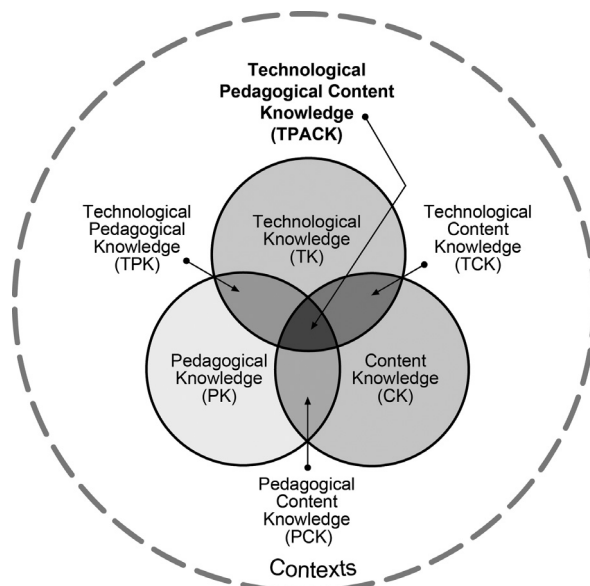 Technological
Pedagogical Content
Knowledge
(TPACK)
Technological
Pedagogical
Knowledge
(TPK)
Technological
Knowledge
(TK)
Technological
Content
Knowledge
(TCK)
Pedagogical
Knowledge
(PK)
Content
Knowledge
(CK)
Pedagogical
Content
Knowledge
(PCK)
Contexts